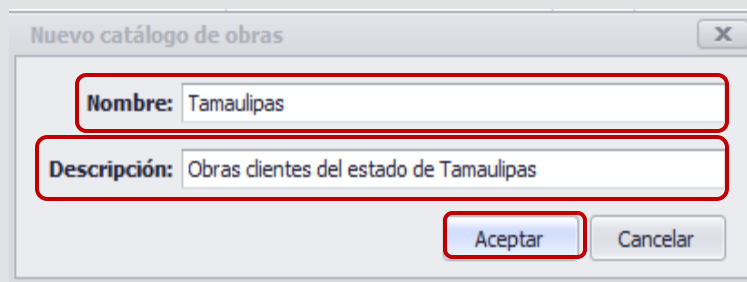 Nuevo catálogo de obras
Nombre: Tamaulipas
Descripción: Obras clientes del estado de Tamaulipas
Aceptar Cancelar